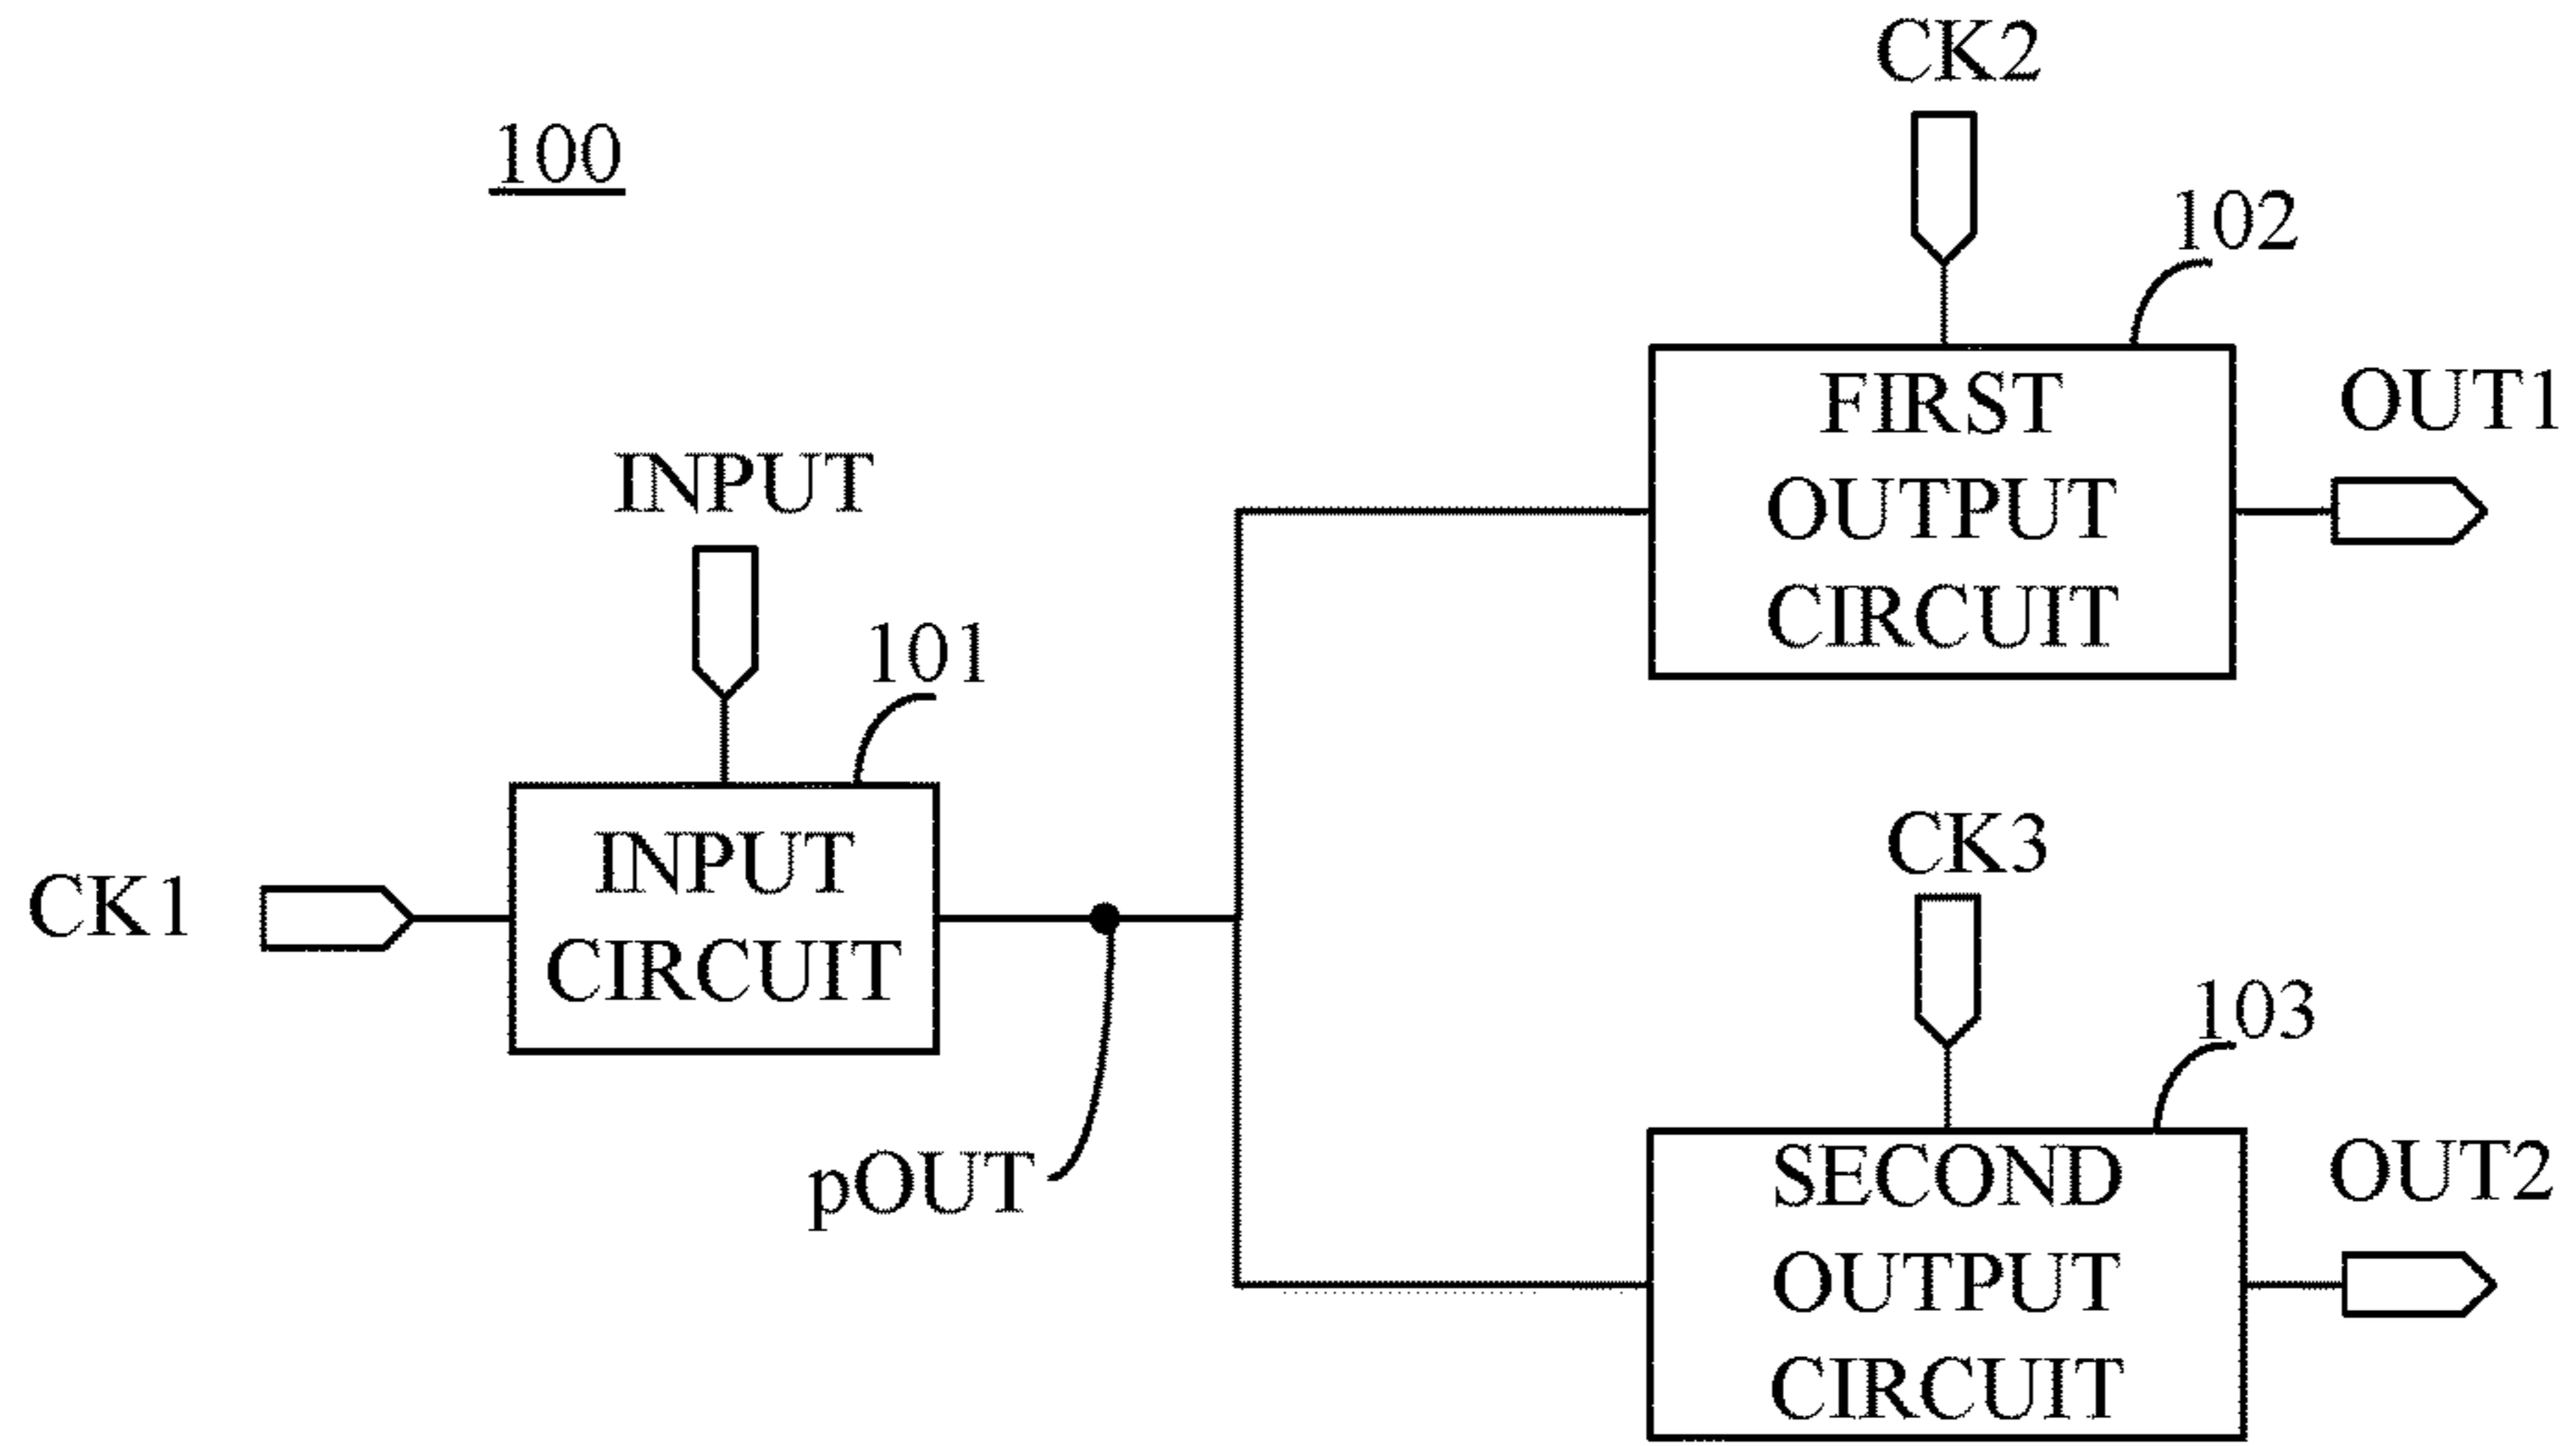 CK2
100
102
FIRST
OUTPUT
CIRCUIT
OUT1
INPUT
101
INPUT
CIRCUIT
CK1
pOUT
CK3
103
SECOND
OUTPUT
CIRCUIT
OUT2